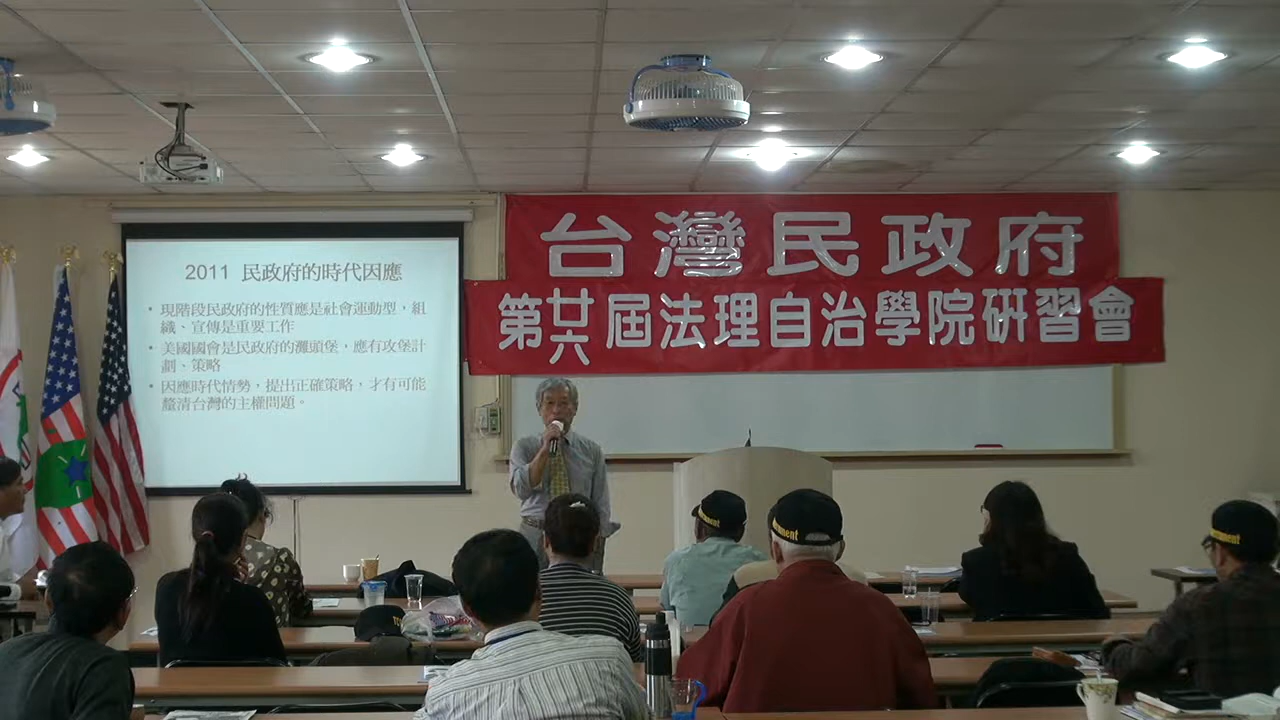 台灣民政府
第廿六屆法理自治學院研習會
2011 民政府的時代因應
• 現階段民政府的性質應是社會運動型，組
織、宣傳是重要工作
• 美國國會是民政府的灘頭堡，應有攻堡計
劃、策略
• 因應時代情勢，提出正確策略，才有可能
釐清台灣的主權問題。